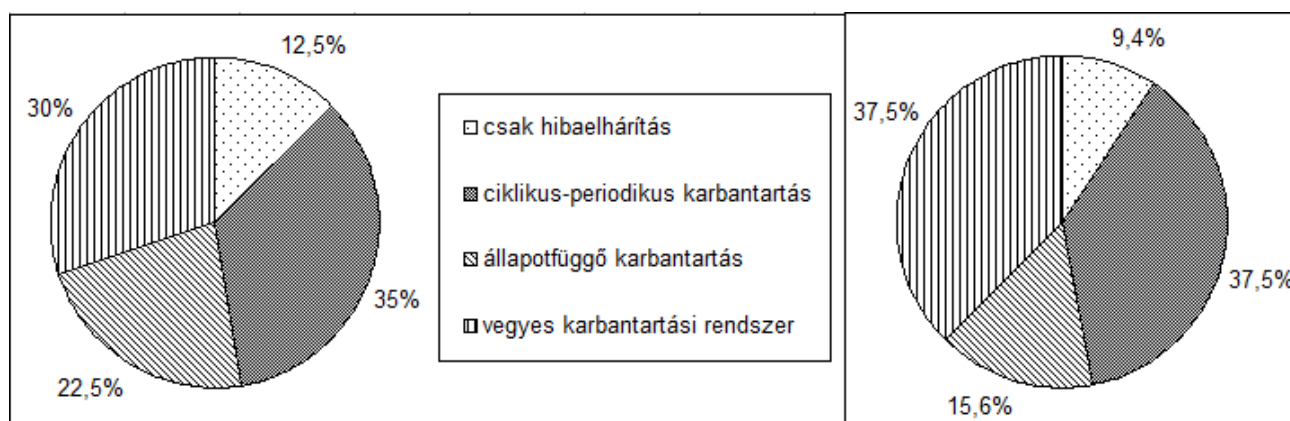 12,5%
30%
35%
22,5%
csak hibaelhárítás
ciklikus-periodikus karbantartás
állapotfüggő karbantartás
vegyes karbantartási rendszer
9,4%
37,5%
37,5%
15,6%